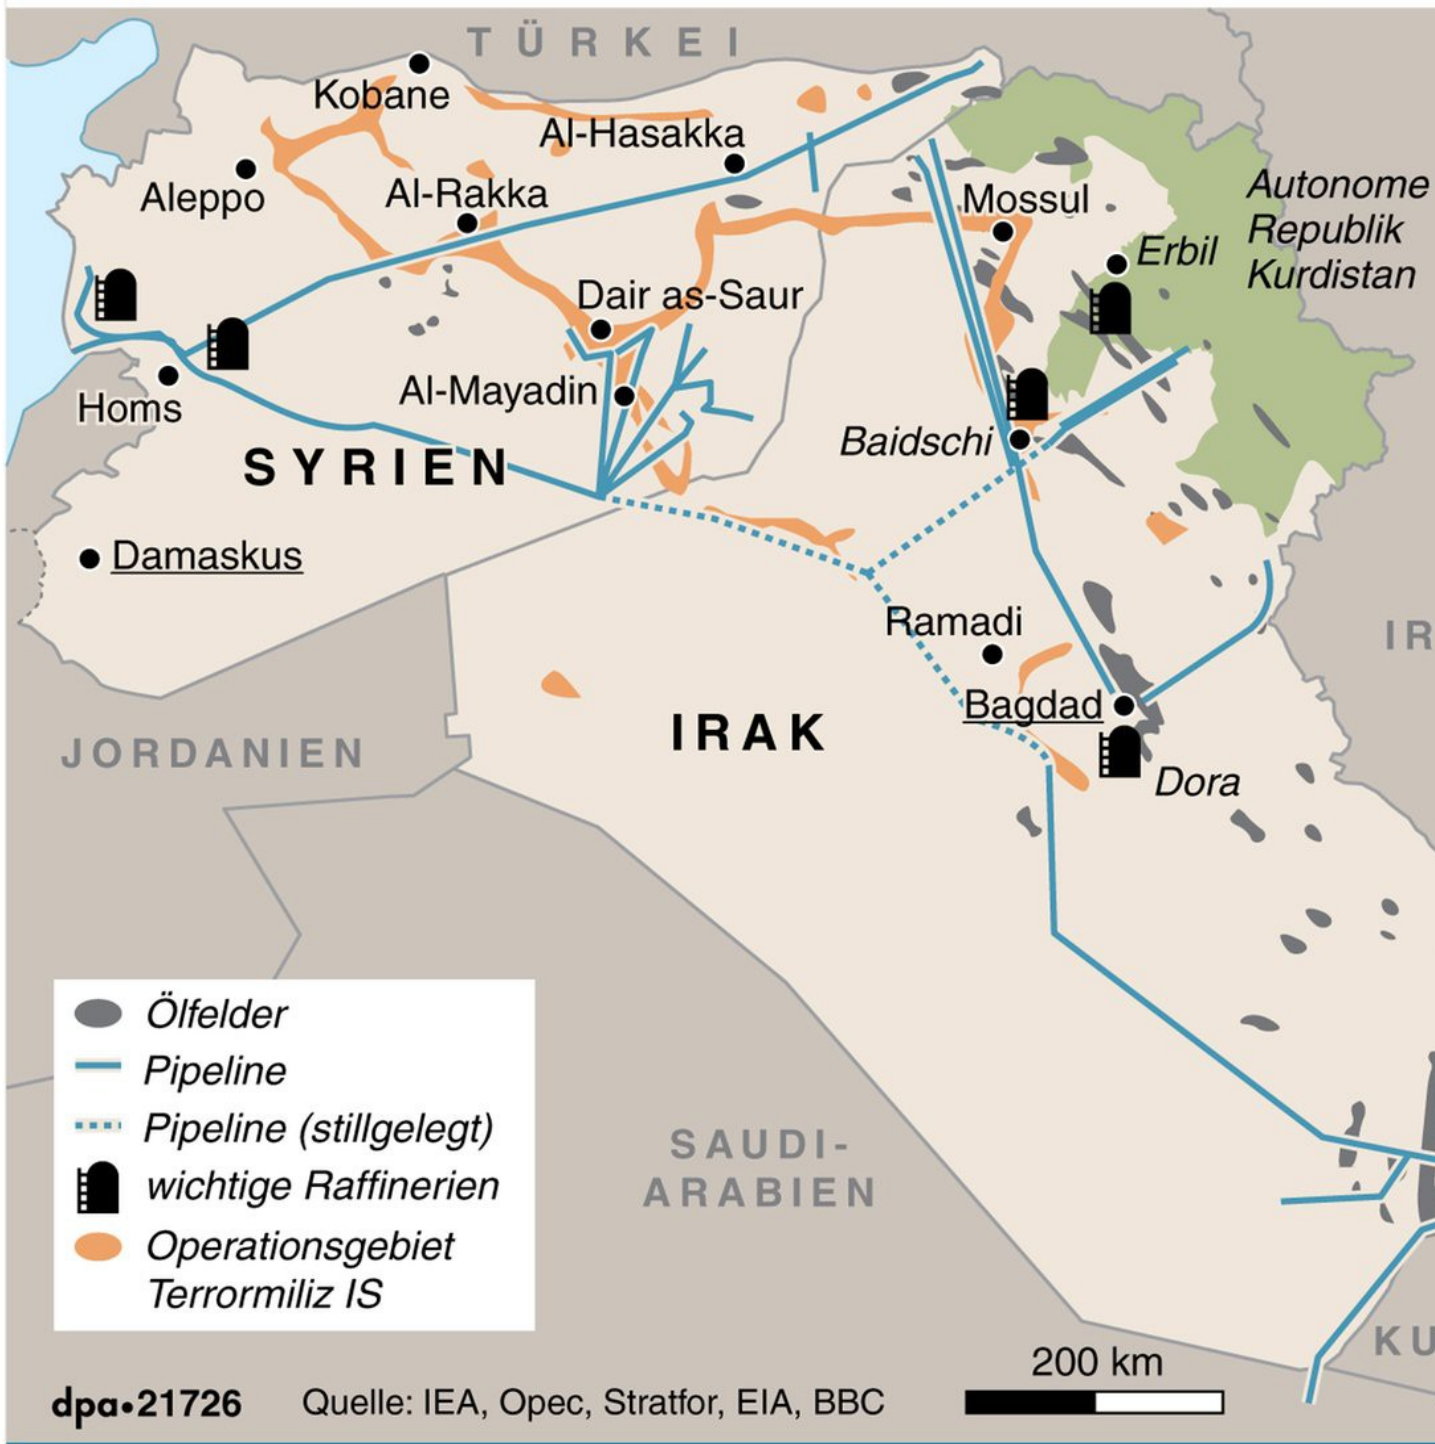 TÜRKEI
Kobane
Al-Hasakka
Aleppo
Al-Rakka
Mossul
Autonome
Republik
Kurdistan
Erbil
Dair as-Saur
Al-Mayadin
Homs
Baidschi
SYRIEN
Damaskus
Ramadi
IR
Bagdad
IRAK
JORDANIEN
Dora
Ölfelder
Pipeline
Pipeline (stillgelegt)
wichtige Raffinerien
Operationsgebiet
Terrormiliz IS
SAUDI-
ARABIEN
KU
200 km
dpa•21726
Quelle: IEA, Opec, Stratfor, EIA, BBC